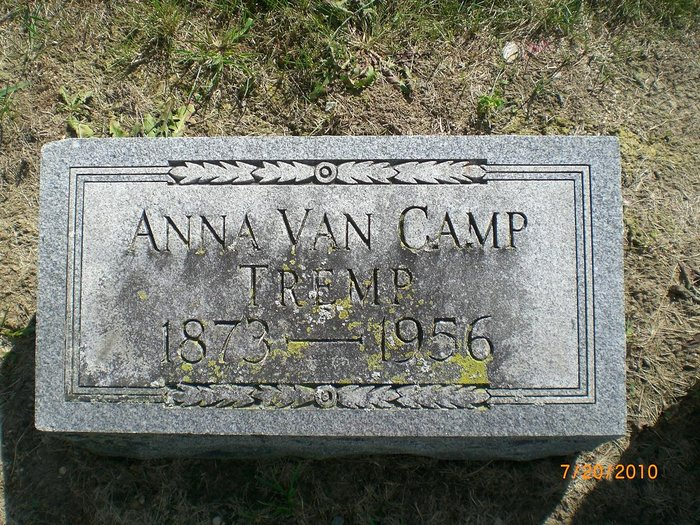 ANNA VAN CAMP
TREMP
1873 — 1956
7/20/2010